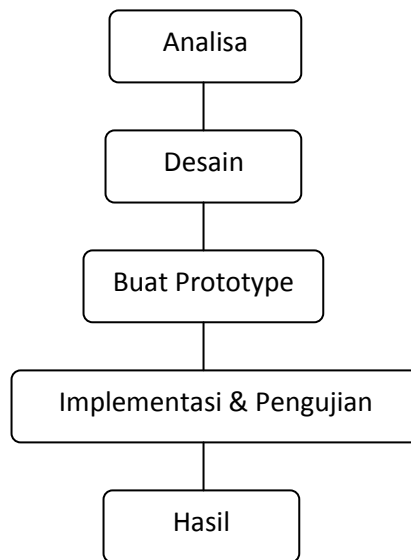 Analisa
Desain
Buat Prototype
Implementasi & Pengujian
Hasil